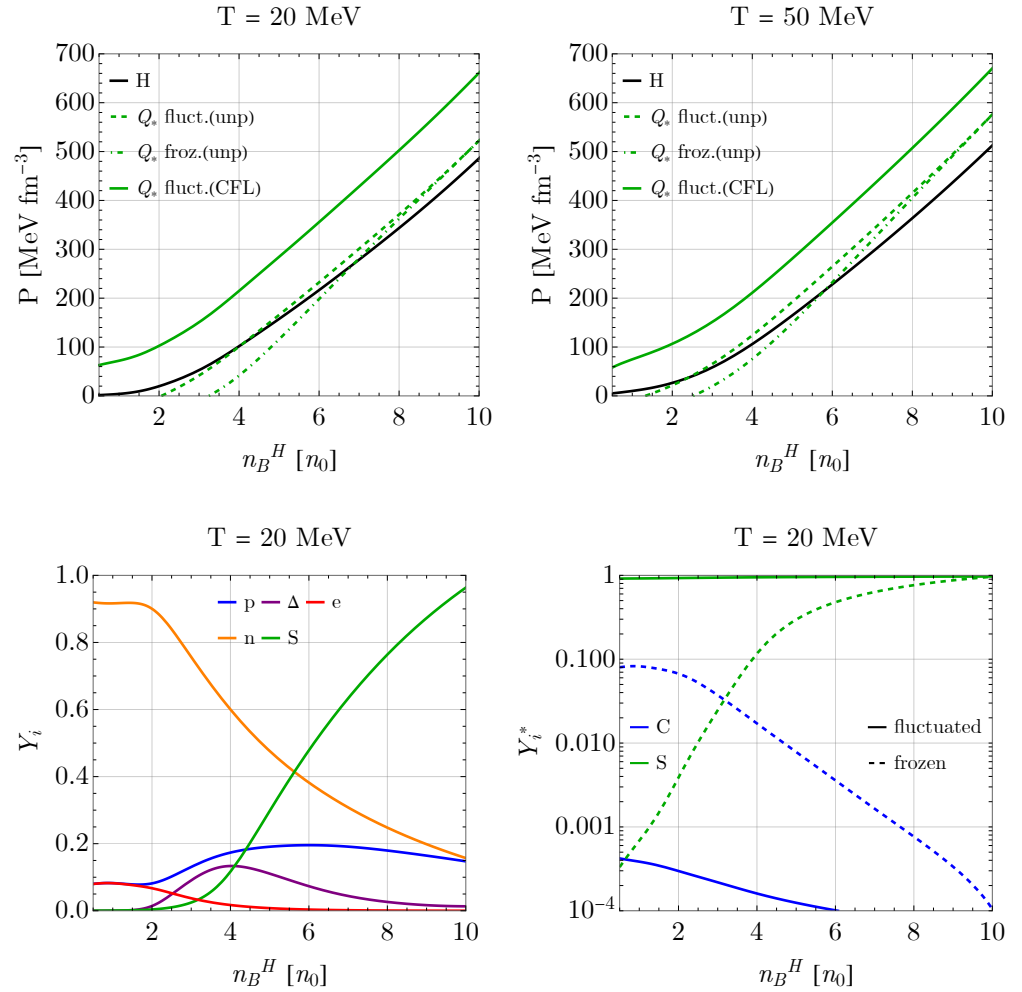 T = 20 MeV
P [MeV fm⁻³]
700
600
500
400
300
200
100
0
H
Q* fluct.(unp)
Q* froz.(unp)
Q* fluct.(CFL)
2 4 6 8 10
n_B^H [n_0]
T = 50 MeV
P [MeV fm⁻³]
700
600
500
400
300
200
100
0
H
Q* fluct.(unp)
Q* froz.(unp)
Q* fluct.(CFL)
2 4 6 8 10
n_B^H [n_0]
T = 20 MeV
Y_i
1.0
0.8
0.6
0.4
0.2
0.0
p Δ e
n S
2 4 6 8 10
n_B^H [n_0]
T = 20 MeV
Y_i^*
1
0.100
0.010
0.001
10⁻⁴
C fluctuated
S frozen
2 4 6 8 10
n_B^H [n_0]